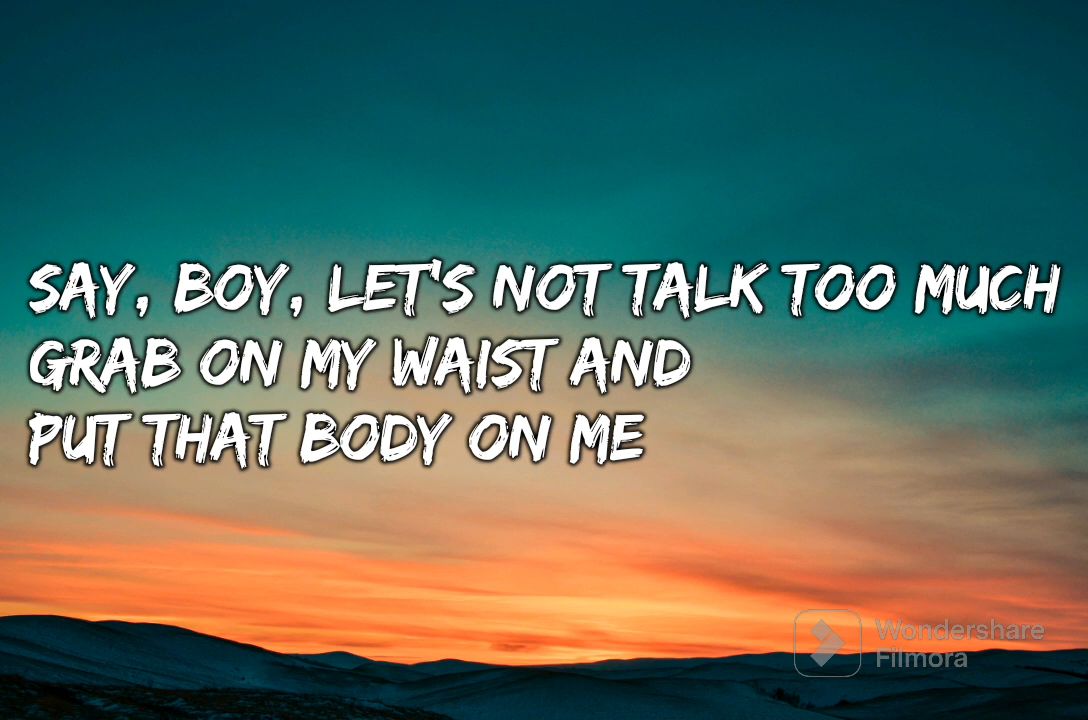 SAY, BOY, LET'S NOT TALK TOO MUCH
GRAB ON MY WAIST AND
PUT THAT BODY ON ME
Wondershare
Filmora